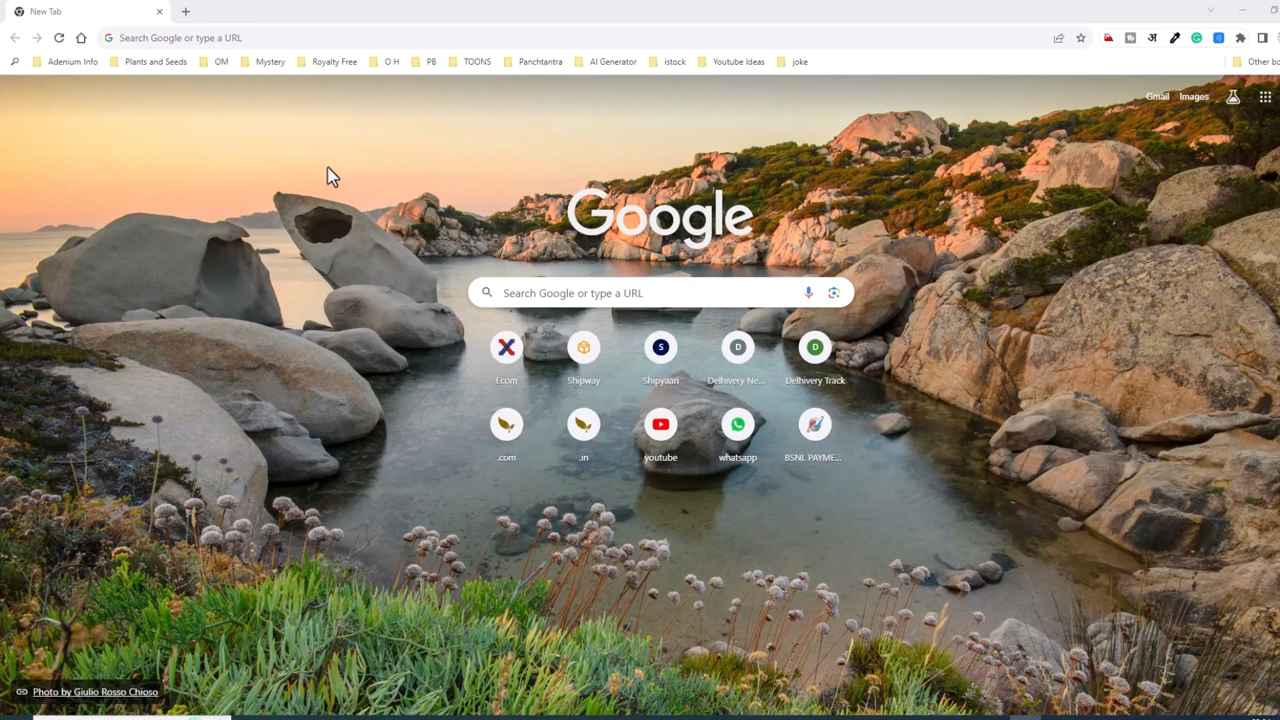 New Tab
Search Google or type a URL
Adenium Info Plants and Seeds OM Mystery Royalty Free O H PB TOONS Panchtantra AI Generator istock Youtube Ideas joke Other bo
Gmail Images
Google
Search Google or type a URL
Ecom Shipway Shipyaari Delhivery Ne... Delhivery Track
.com .in youtube whatsapp BSNL PAYME...
Photo by Giulio Rosso Chioso